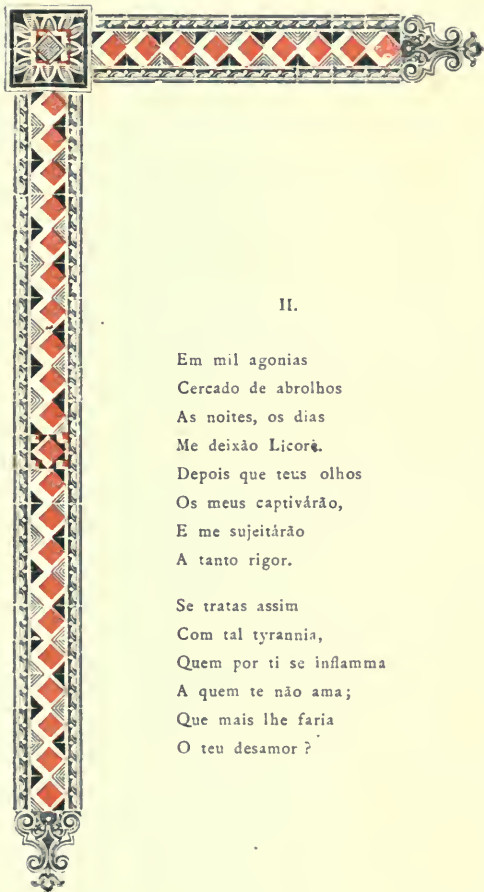 II.
Em mil agonias
Cercado de abrolhos
As noites, os dias
Me deixão Licorè.
Depois que teus olhos
Os meus captivárão,
E me sujeitárão
A tanto rigor.
Se tratas assim
Com tal tyrannia,
Quem por ti se inflamma
A quem te não ama;
Que mais lhe faria
O teu desamor?